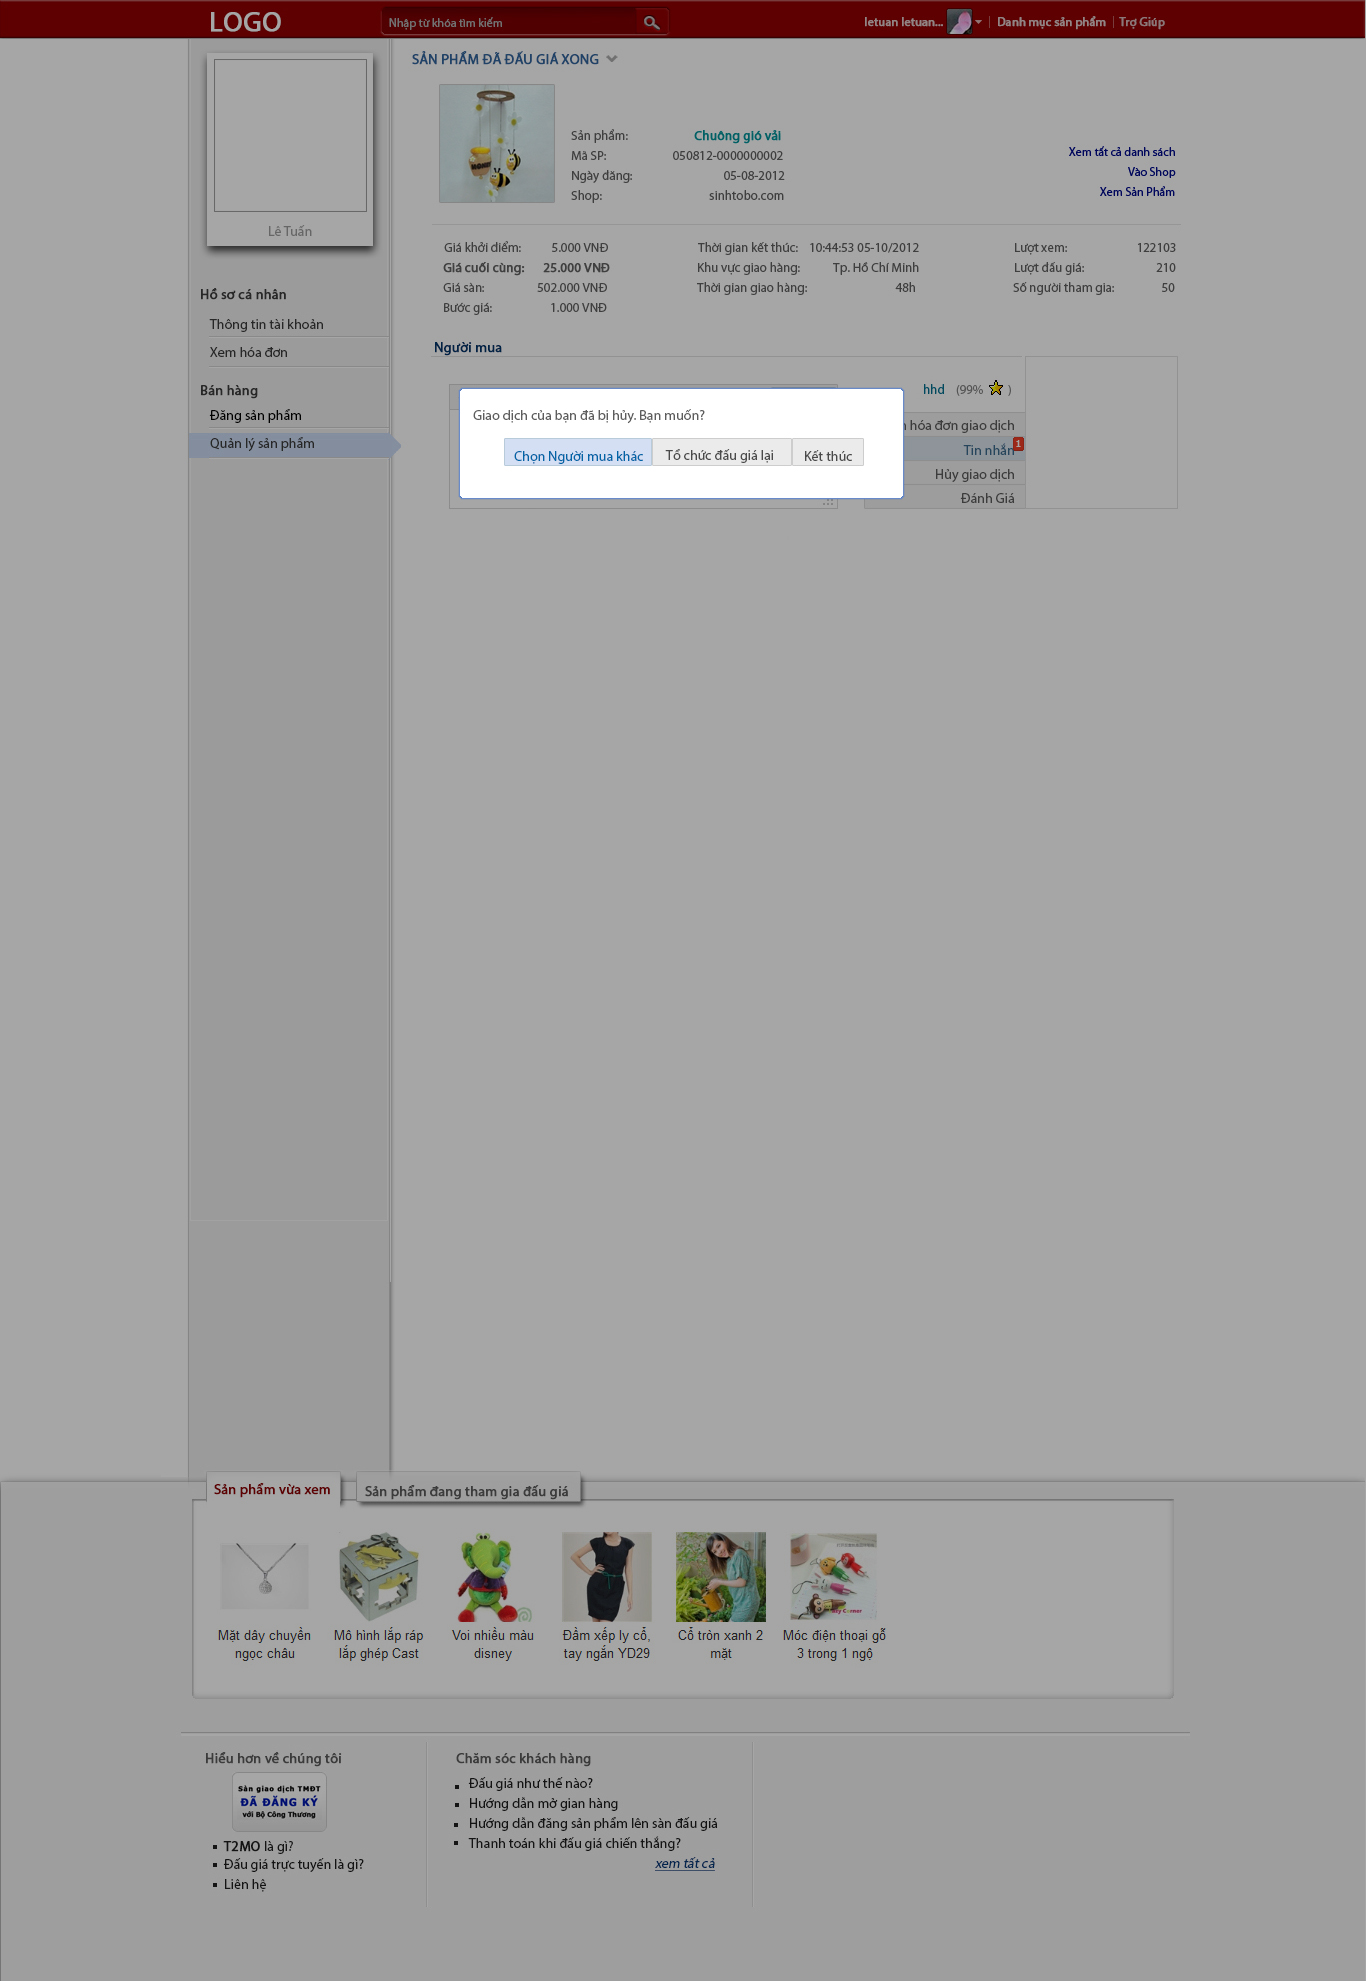 LOGO
Nhập từ khóa tìm kiếm
letuan letuan...
Danh mục sản phẩm
Trợ Giúp
Lê Tuấn
Hồ sơ cá nhân
Thông tin tài khoản
Xem hóa đơn
Bán hàng
Đăng sản phẩm
Quản lý sản phẩm
SẢN PHẨM ĐÃ ĐẤU GIÁ XONG
Sản phẩm: Chuông gió vải
Mã SP: 050812-0000000002
Ngày đăng: 05-08-2012
Shop: sinhtobo.com
Xem tất cả danh sách
Vào Shop
Xem Sản Phẩm
Giá khởi điểm: 5.000 VNĐ
Giá cuối cùng: 25.000 VNĐ
Giá sàn: 502.000 VNĐ
Bước giá: 1.000 VNĐ
Thời gian kết thúc: 10:44:53 05-10/2012
Khu vực giao hàng: Tp. Hồ Chí Minh
Thời gian giao hàng: 48h
Lượt xem: 122103
Lượt đấu giá: 210
Số người tham gia: 50
Người mua
hhd (99% )
hóa đơn giao dịch
Tin nhắn 1
Hủy giao dịch
Đánh Giá
Giao dịch của bạn đã bị hủy. Bạn muốn?
Chọn Người mua khác
Tổ chức đấu giá lại
Kết thúc
Sản phẩm vừa xem
Sản phẩm đang tham gia đấu giá
Mặt dây chuyền
ngọc châu
Mô hình lắp ráp
lắp ghép Cast
Voi nhiều màu
disney
Đầm xếp ly cổ,
tay ngắn YD29
Cỗ tròn xanh 2
mặt
Móc điện thoại gỗ
3 trong 1 ngộ
Hiểu hơn về chúng tôi
Sàn giao dịch TMĐT
ĐÃ ĐĂNG KÝ
với Bộ Công Thương
T2MO là gì?
Đấu giá trực tuyến là gì?
Liên hệ
Chăm sóc khách hàng
Đấu giá như thế nào?
Hướng dẫn mở gian hàng
Hướng dẫn đăng sản phẩm lên sàn đấu giá
Thanh toán khi đấu giá chiến thắng?
xem tất cả